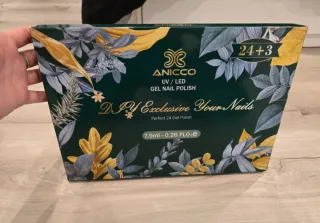 24+3
ANICCO
UV / LED
GEL NAIL POLISH
DIY Exclusive Your Nails
Perfect 24 Gel Polish
7.5ml-0.26 FL.OZ